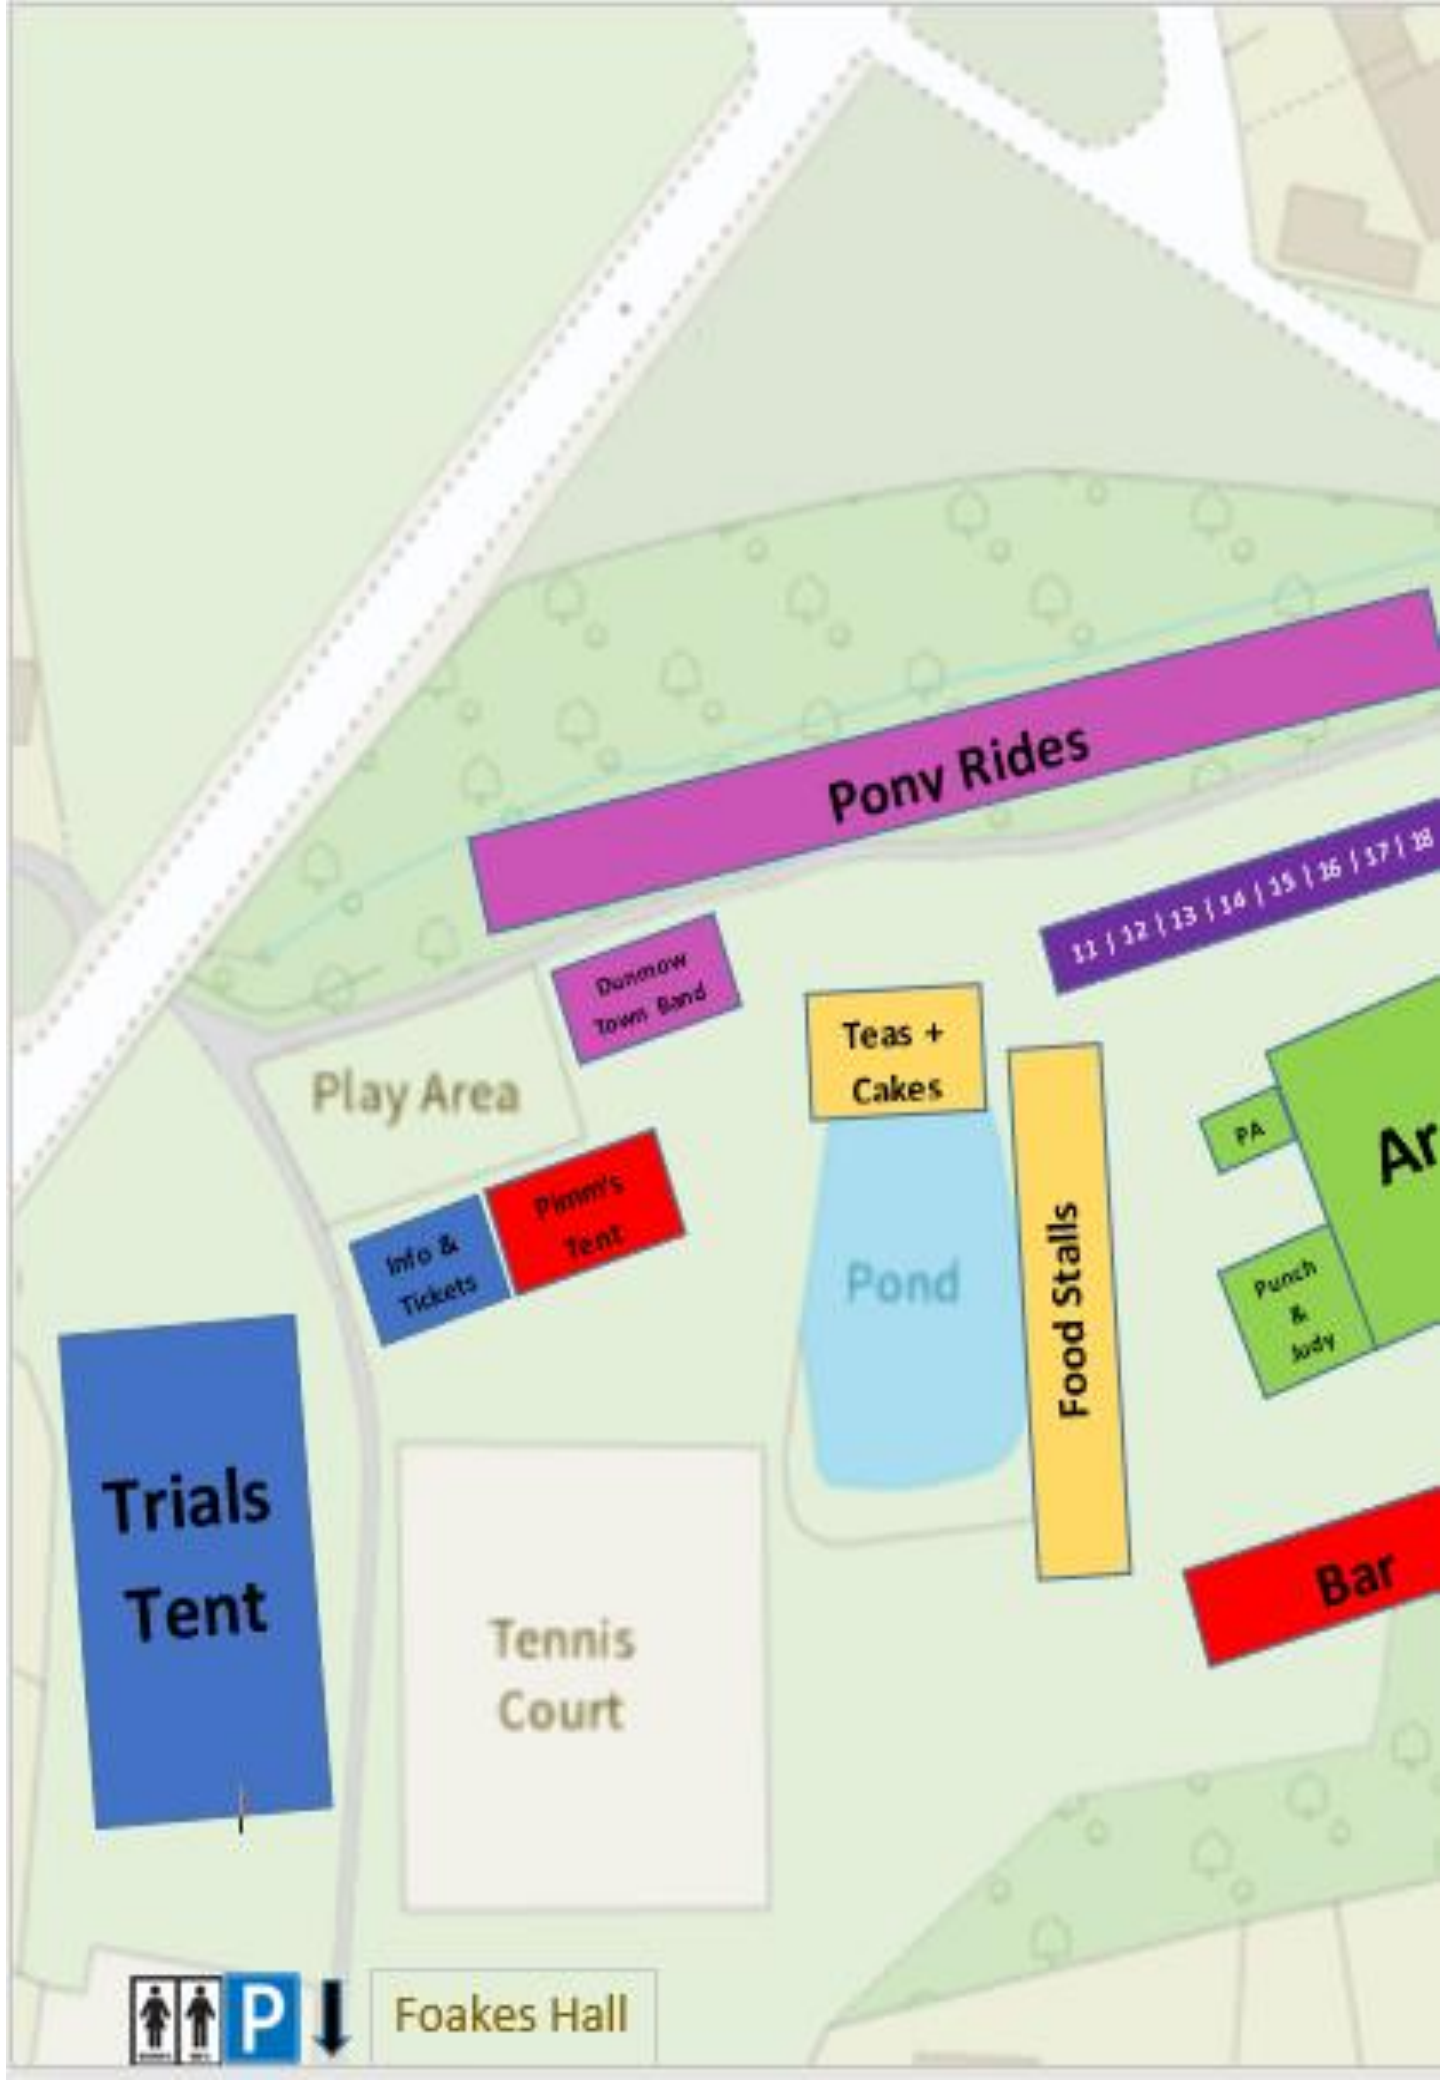 Pony Rides
11 | 12 | 13 | 14 | 15 | 16 | 17 | 18
Dunmow
Town Band
Teas +
Cakes
Play Area
PA
Ar
Pimm's
Tent
Info &
Tickets
Pond
Food Stalls
Punch
&
Judy
Trials
Tent
Bar
Tennis
Court
P
Foakes Hall